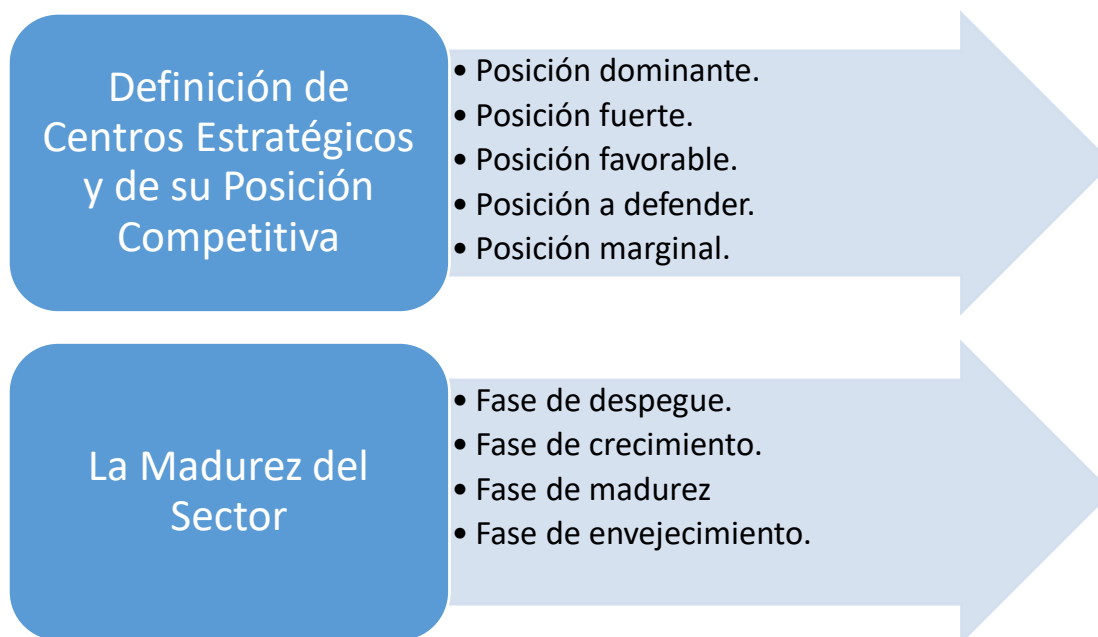 Definición de
Centros Estratégicos
y de su Posición
Competitiva
• Posición dominante.
• Posición fuerte.
• Posición favorable.
• Posición a defender.
• Posición marginal.
La Madurez del
Sector
• Fase de despegue.
• Fase de crecimiento.
• Fase de madurez
• Fase de envejecimiento.